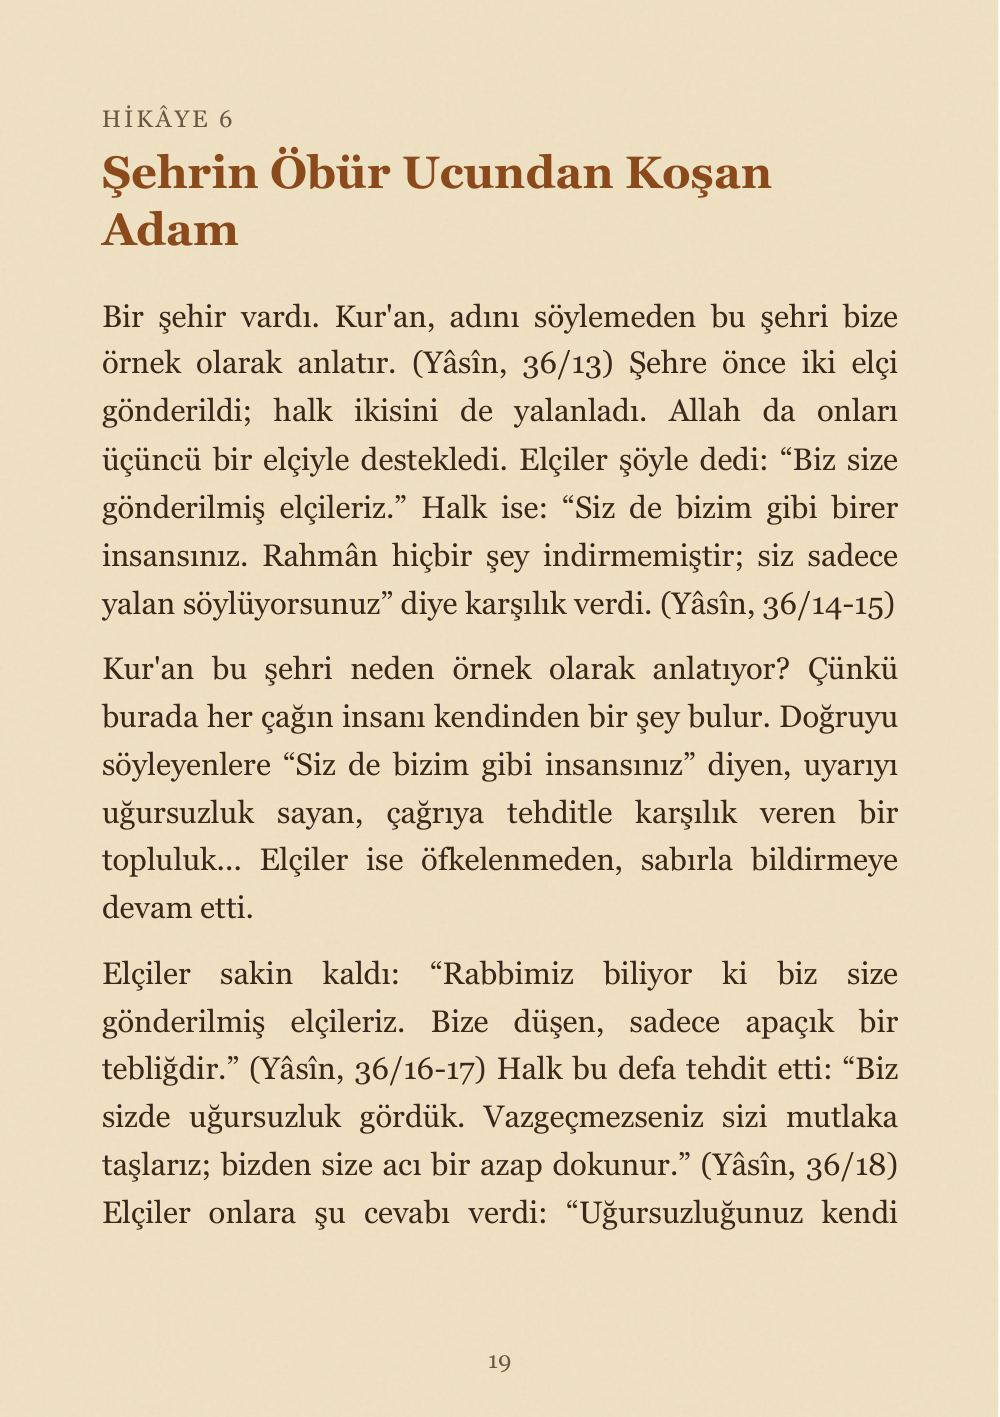 HİKÂYE 6
Şehrin Öbür Ucundan Koşan
Adam
Bir şehir vardı. Kur'an, adını söylemeden bu şehri bize
örnek olarak anlatır. (Yâsîn, 36/13) Şehre önce iki elçi
gönderildi; halk ikisini de yalanladı. Allah da onları
üçüncü bir elçiyle destekledi. Elçiler şöyle dedi: “Biz size
gönderilmiş elçileriz.” Halk ise: “Siz de bizim gibi birer
insansınız. Rahmân hiçbir şey indirmemiştir; siz sadece
yalan söylüyorsunuz” diye karşılık verdi. (Yâsîn, 36/14-15)
Kur'an bu şehri neden örnek olarak anlatıyor? Çünkü
burada her çağın insanı kendinden bir şey bulur. Doğruyu
söyleyenlere “Siz de bizim gibi insansınız” diyen, uyarıyı
uğursuzluk sayan, çağrıya tehditle karşılık veren bir
topluluk... Elçiler ise öfkelenmeden, sabırla bildirmeye
devam etti.
Elçiler sakin kaldı: “Rabbimiz biliyor ki biz size
gönderilmiş elçileriz. Bize düşen, sadece apaçık bir
tebliğdir.” (Yâsîn, 36/16-17) Halk bu defa tehdit etti: “Biz
sizde uğursuzluk gördük. Vazgeçmezseniz sizi mutlaka
taşlarız; bizden size acı bir azap dokunur.” (Yâsîn, 36/18)
Elçiler onlara şu cevabı verdi: “Uğursuzluğunuz kendi
19